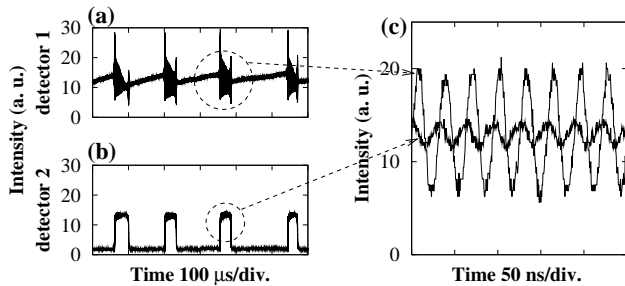 (a)
30
20
10
0
Intensity (a. u.)
detector 1
(b)
30
20
10
0
detector 2
Time 100 μs/div.
(c)
20
10
0
Intensity (a. u.)
Time 50 ns/div.